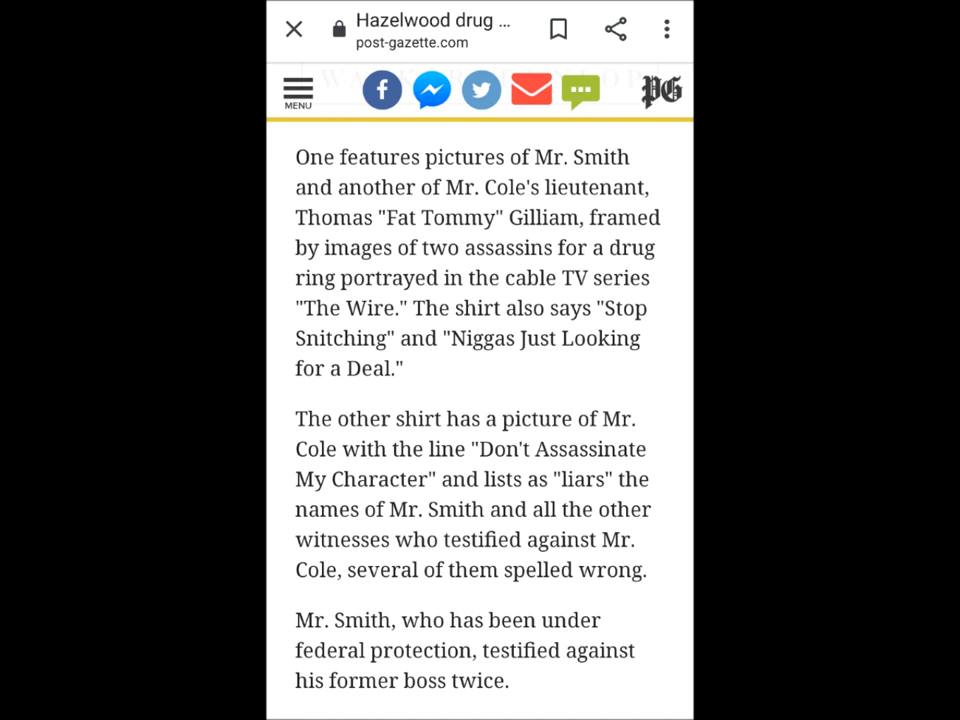 Hazelwood drug ...
post-gazette.com
MENU
PG
One features pictures of Mr. Smith
and another of Mr. Cole's lieutenant,
Thomas "Fat Tommy" Gilliam, framed
by images of two assassins for a drug
ring portrayed in the cable TV series
"The Wire." The shirt also says "Stop
Snitching" and "Niggas Just Looking
for a Deal."
The other shirt has a picture of Mr.
Cole with the line "Don't Assassinate
My Character" and lists as "liars" the
names of Mr. Smith and all the other
witnesses who testified against Mr.
Cole, several of them spelled wrong.
Mr. Smith, who has been under
federal protection, testified against
his former boss twice.